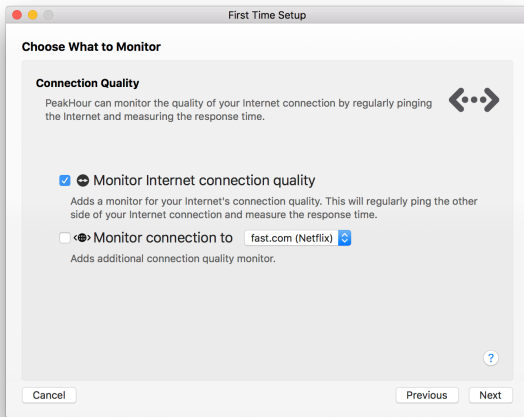 First Time Setup
Choose What to Monitor
Connection Quality
PeakHour can monitor the quality of your Internet connection by regularly pinging
the Internet and measuring the response time.
Monitor Internet connection quality
Adds a monitor for your Internet's connection quality. This will regularly ping the other
side of your Internet connection and measure the response time.
Monitor connection to fast.com (Netflix)
Adds additional connection quality monitor.
?
Cancel Previous Next